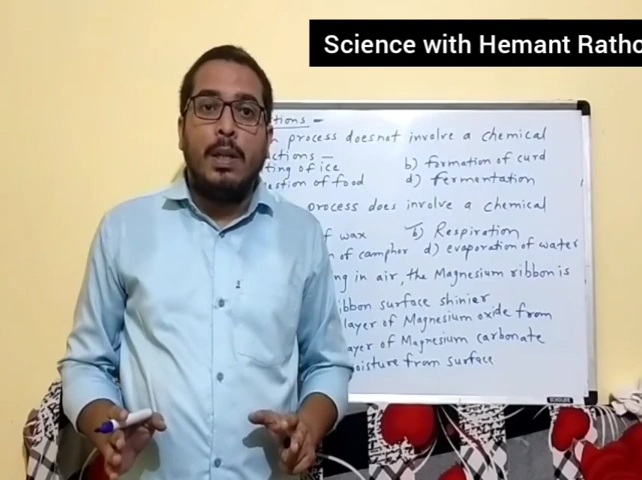 Science with Hemant Ratho
tions -
process does not involve a chemical
ctions -
ting of ice b) formation of curd
estion of food d) fermentation
process does involve a chemical
f wax b) Respiration
n of camphor d) evaporation of water
ng in air, the Magnesium ribbon is
ibbon surface shinier
layer of Magnesium oxide from
ayer of Magnesium carbonate
oisture from surface